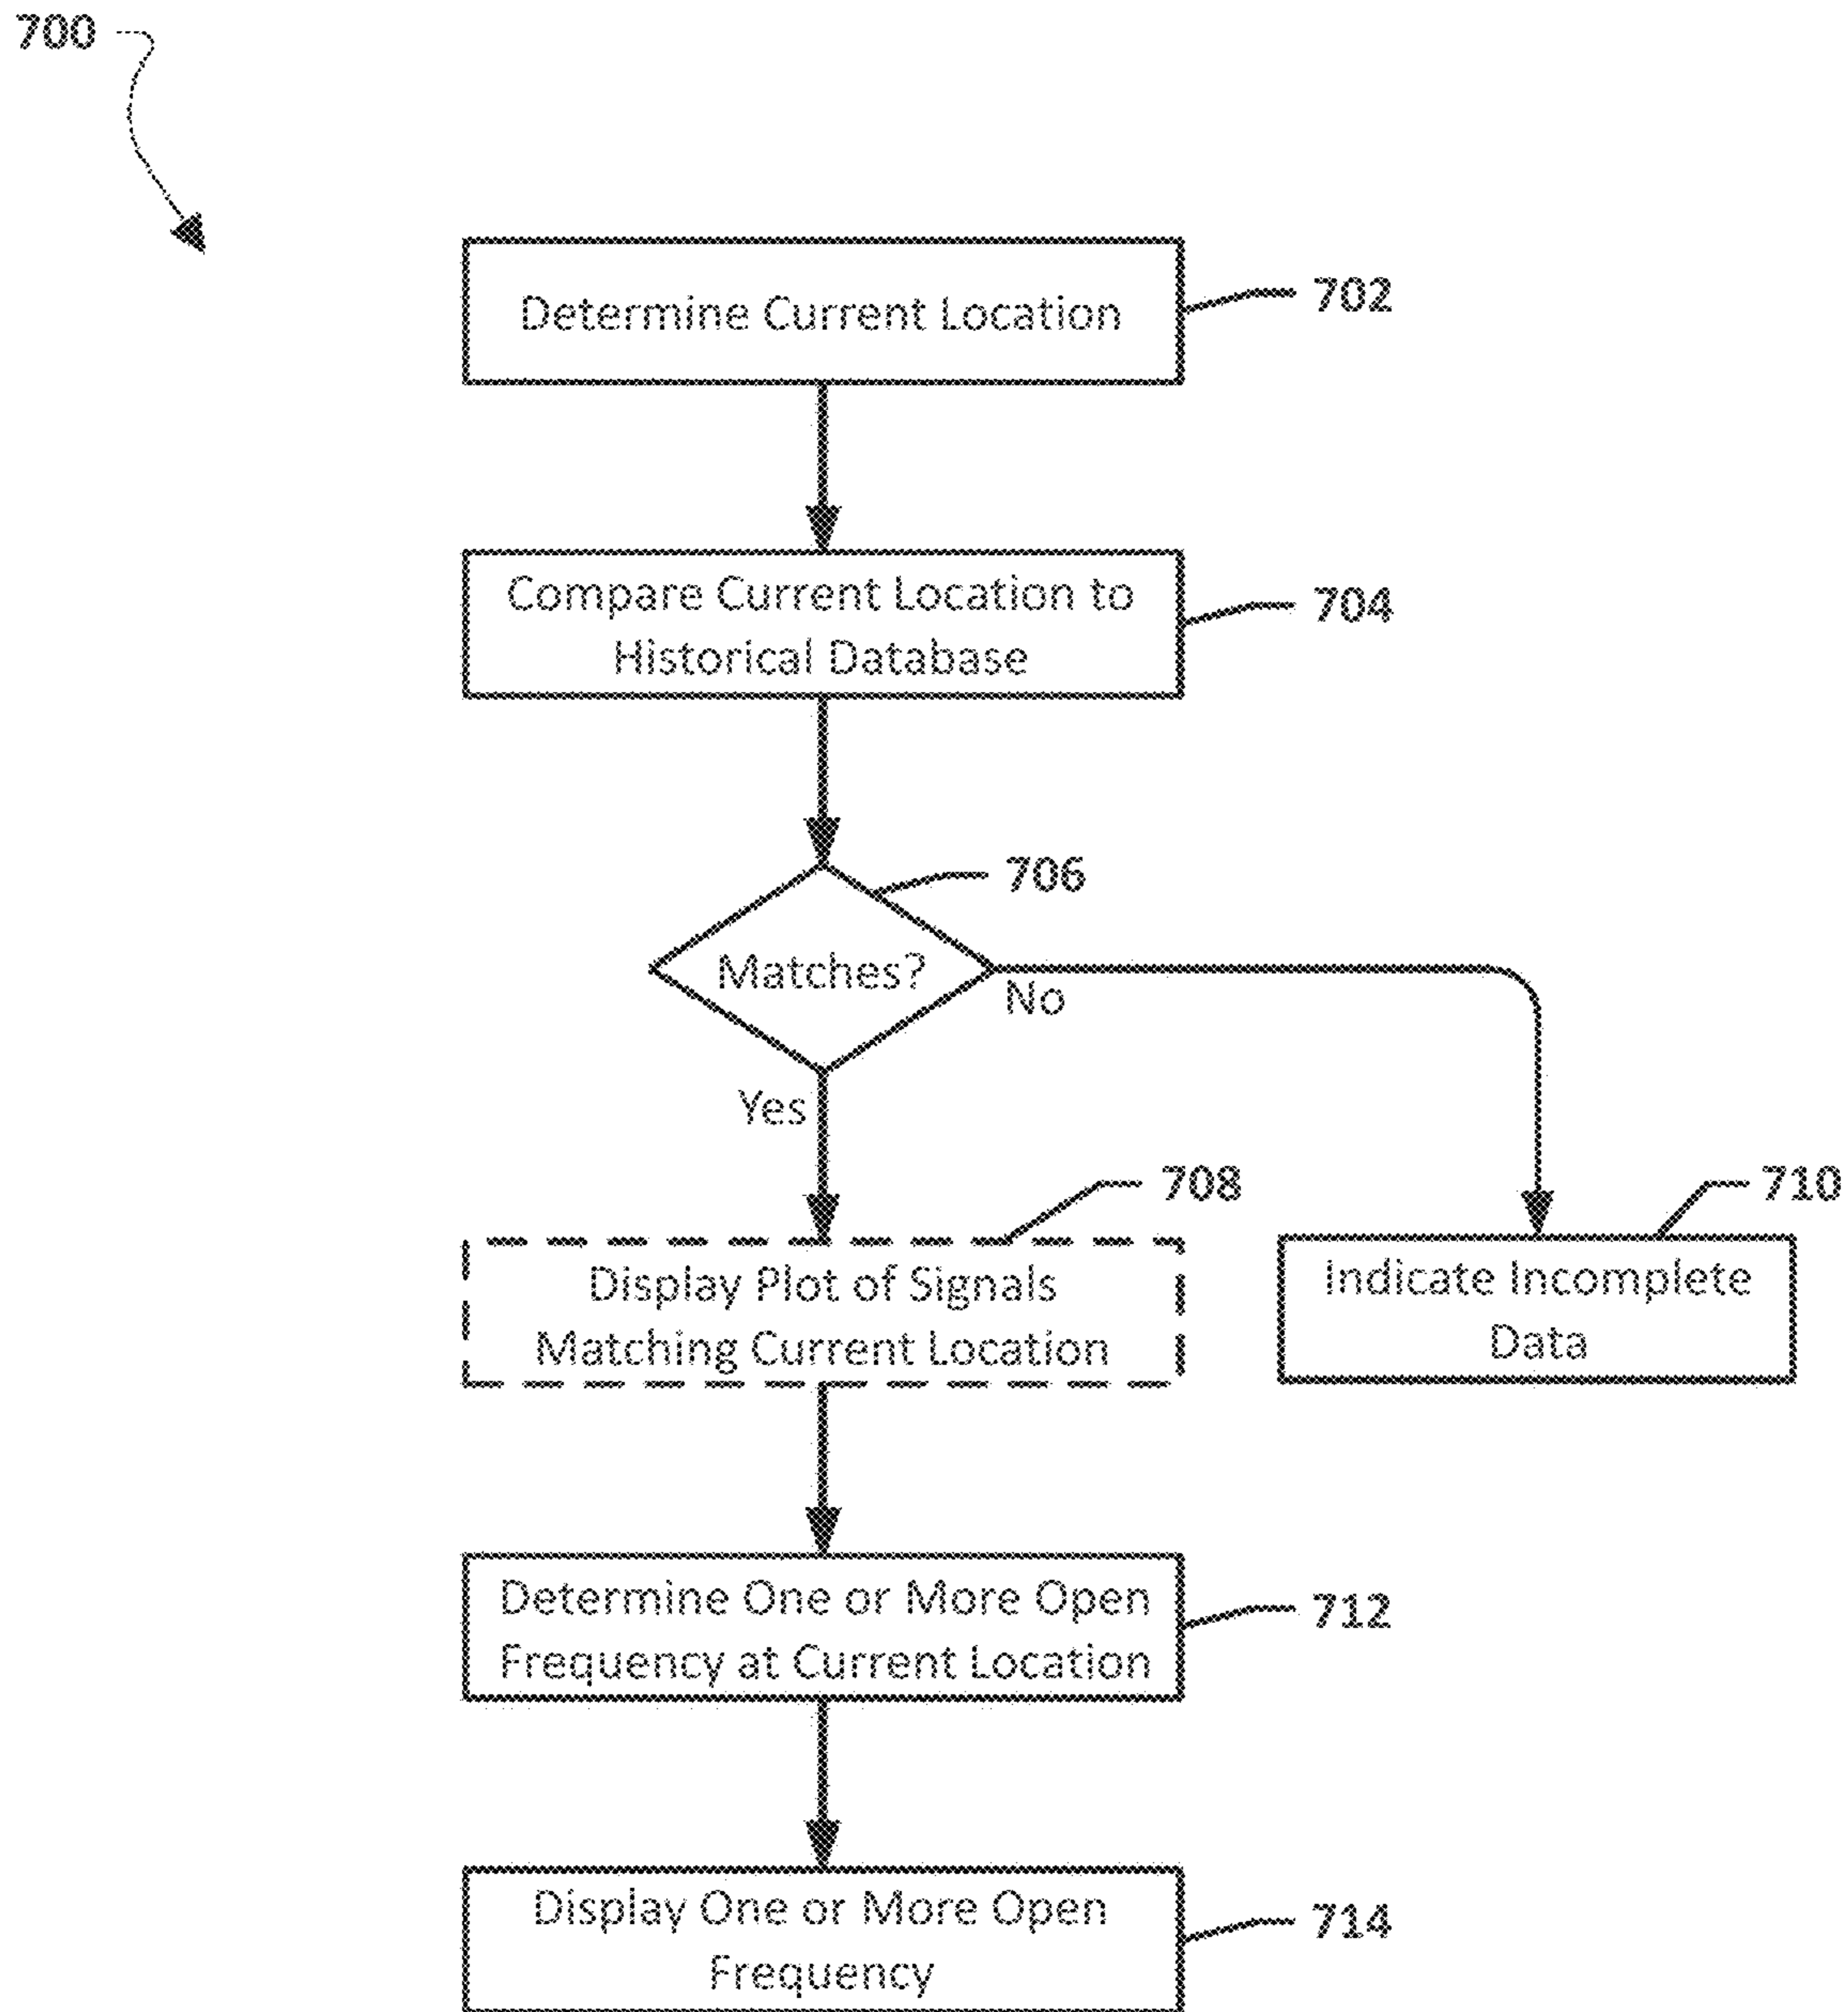 700
Determine Current Location
702
Compare Current Location to
Historical Database
704
706
Matches?
No
Yes
708
710
Display Plot of Signals
Matching Current Location
Indicate Incomplete
Data
Determine One or More Open
Frequency at Current Location
712
Display One or More Open
Frequency
714